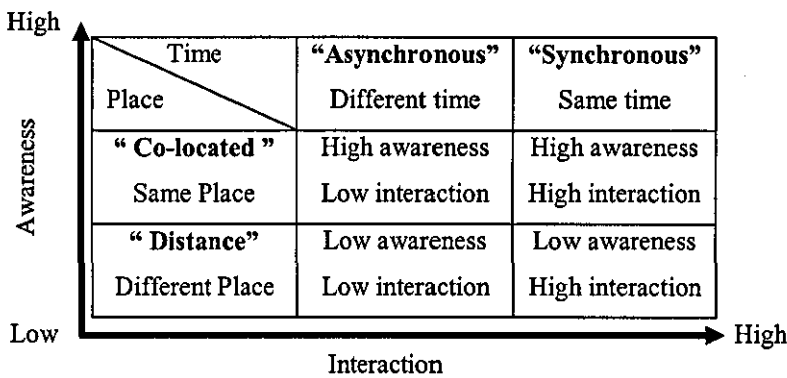 High
Time
Place
“Asynchronous”
Different time
“Synchronous”
Same time
“ Co-located ”
Same Place
High awareness
Low interaction
High awareness
High interaction
“ Distance”
Different Place
Low awareness
Low interaction
Low awareness
High interaction
Awareness
Low
High
Interaction